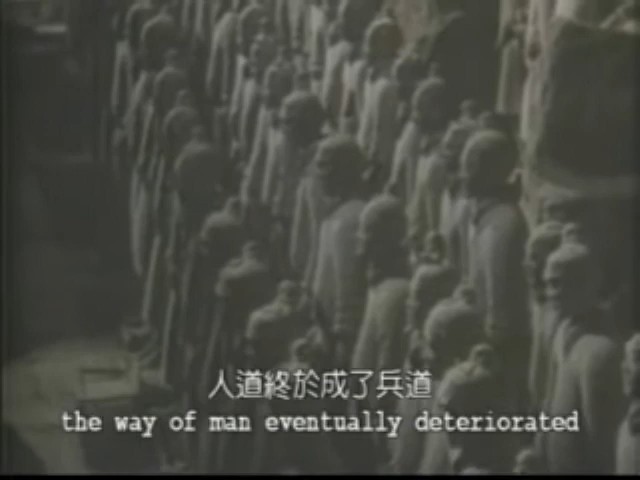 人道終於成了兵道
the way of man eventually deteriorated